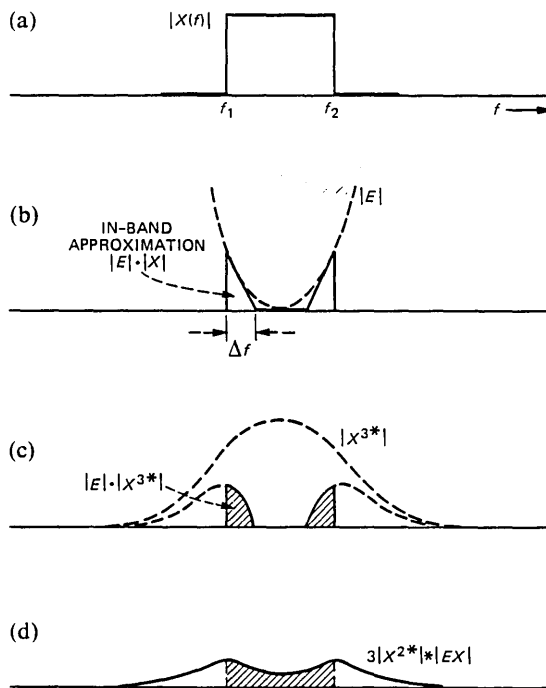 (a)
|X(f)|
f₁
f₂
f
(b)
|E|
IN-BAND
APPROXIMATION
|E|·|X|
Δf
(c)
|X³*|
|E|·|X³*|
(d)
3|X²*|*|EX|